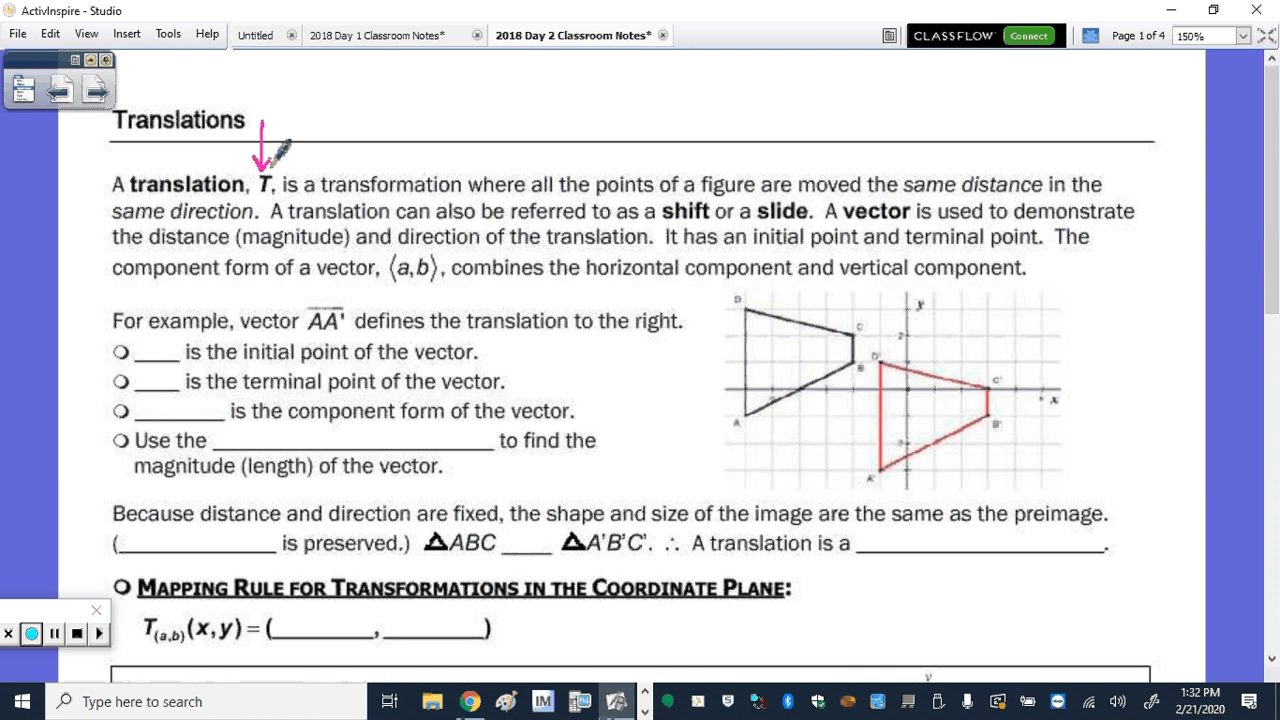 ActivInspire - Studio
File Edit View Insert Tools Help Untitled 2018 Day 1 Classroom Notes* 2018 Day 2 Classroom Notes* CLASSFLOW Connect Page 1 of 4 150%
Translations
A translation, T, is a transformation where all the points of a figure are moved the same distance in the
same direction. A translation can also be referred to as a shift or a slide. A vector is used to demonstrate
the distance (magnitude) and direction of the translation. It has an initial point and terminal point. The
component form of a vector, ⟨a,b⟩, combines the horizontal component and vertical component.
For example, vector AA' defines the translation to the right.
____ is the initial point of the vector.
____ is the terminal point of the vector.
________ is the component form of the vector.
Use the _________________________ to find the
magnitude (length) of the vector.
D
y
C
2
D'
B
C'
x
A
B'
A'
Because distance and direction are fixed, the shape and size of the image are the same as the preimage.
(______________ is preserved.) ΔABC ____ ΔA'B'C'. ∴ A translation is a ______________________.
MAPPING RULE FOR TRANSFORMATIONS IN THE COORDINATE PLANE:
T(a,b)(x,y) = (_________, _________)
y
Type here to search
IM
1:32 PM
2/21/2020